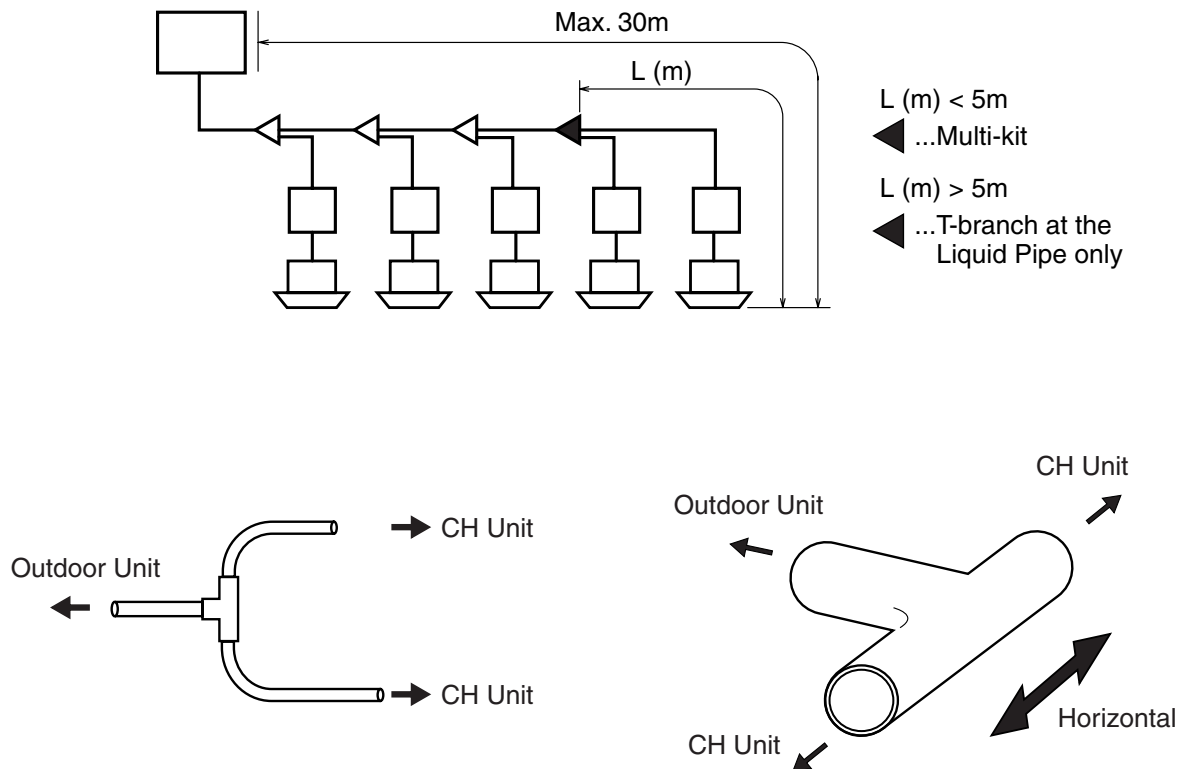 Max. 30m
L (m)
L (m) < 5m
...Multi-kit
L (m) > 5m
...T-branch at the
Liquid Pipe only
CH Unit
Outdoor Unit
CH Unit
Outdoor Unit
CH Unit
Horizontal
CH Unit